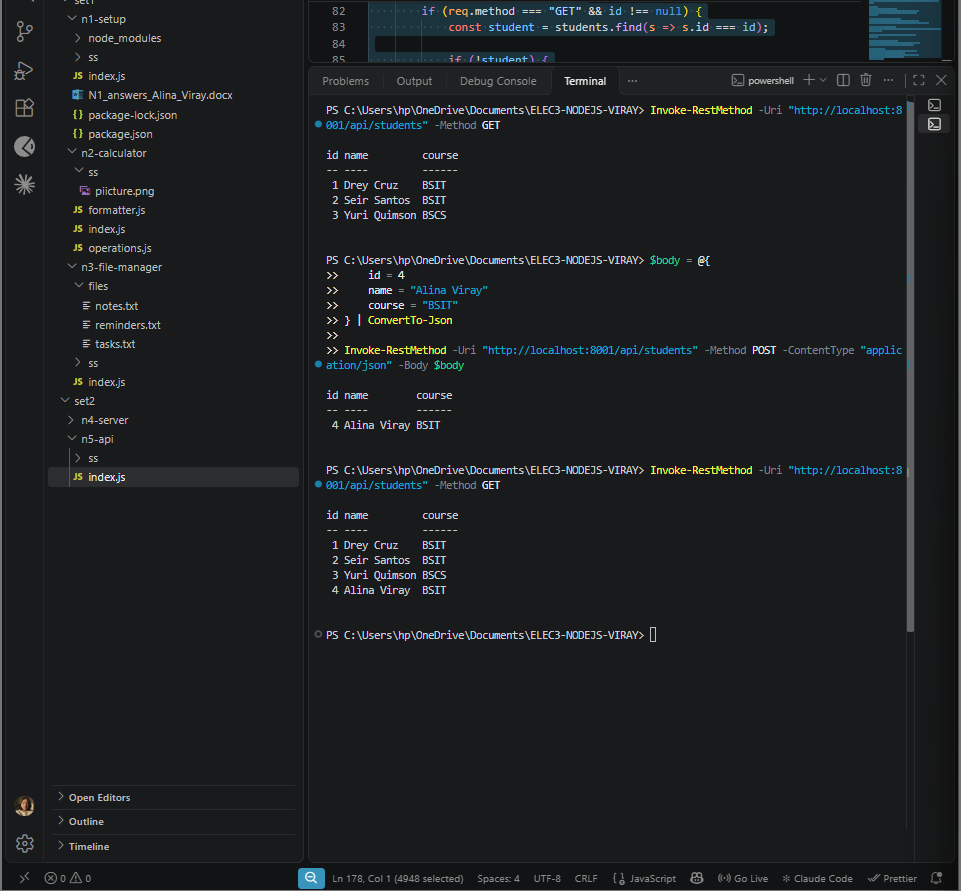 set1
n1-setup
node_modules
ss
JS index.js
N1_answers_Alina_Viray.docx
{ } package-lock.json
{ } package.json
n2-calculator
ss
piicture.png
JS formatter.js
JS index.js
JS operations.js
n3-file-manager
files
notes.txt
reminders.txt
tasks.txt
ss
JS index.js
set2
n4-server
n5-api
ss
JS index.js
Open Editors
Outline
Timeline
82 if (req.method === "GET" && id !== null) {
83 const student = students.find(s => s.id === id);
84
85 if (!student) {
Problems Output Debug Console Terminal ··· powershell
PS C:\Users\hp\OneDrive\Documents\ELEC3-NODEJS-VIRAY> Invoke-RestMethod -Uri "http://localhost:8
001/api/students" -Method GET
id name course
-- ---- ------
1 Drey Cruz BSIT
2 Seir Santos BSIT
3 Yuri Quimson BSCS
PS C:\Users\hp\OneDrive\Documents\ELEC3-NODEJS-VIRAY> $body = @{
>> id = 4
>> name = "Alina Viray"
>> course = "BSIT"
>> } | ConvertTo-Json
>>
>> Invoke-RestMethod -Uri "http://localhost:8001/api/students" -Method POST -ContentType "applic
ation/json" -Body $body
id name course
-- ---- ------
4 Alina Viray BSIT
PS C:\Users\hp\OneDrive\Documents\ELEC3-NODEJS-VIRAY> Invoke-RestMethod -Uri "http://localhost:8
001/api/students" -Method GET
id name course
-- ---- ------
1 Drey Cruz BSIT
2 Seir Santos BSIT
3 Yuri Quimson BSCS
4 Alina Viray BSIT
PS C:\Users\hp\OneDrive\Documents\ELEC3-NODEJS-VIRAY>
0 0 Ln 178, Col 1 (4948 selected) Spaces: 4 UTF-8 CRLF { } JavaScript Go Live Claude Code Prettier